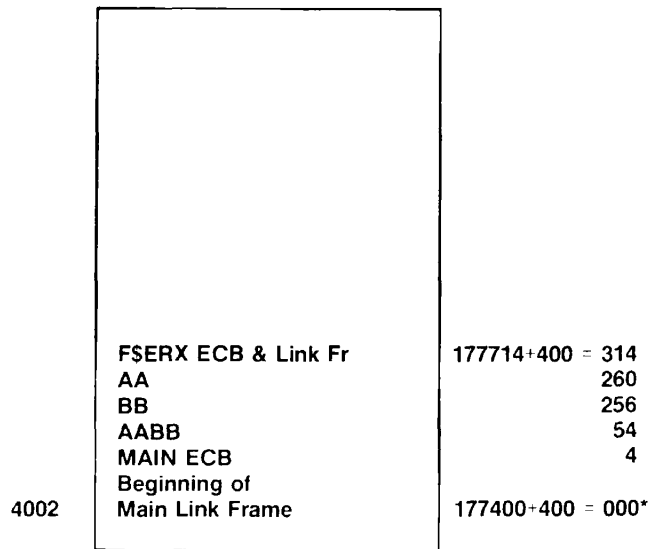 F$ERX ECB & Link Fr 177714+400 = 314
AA 260
BB 256
AABB 54
MAIN ECB 4
Beginning of
4002 Main Link Frame 177400+400 = 000*